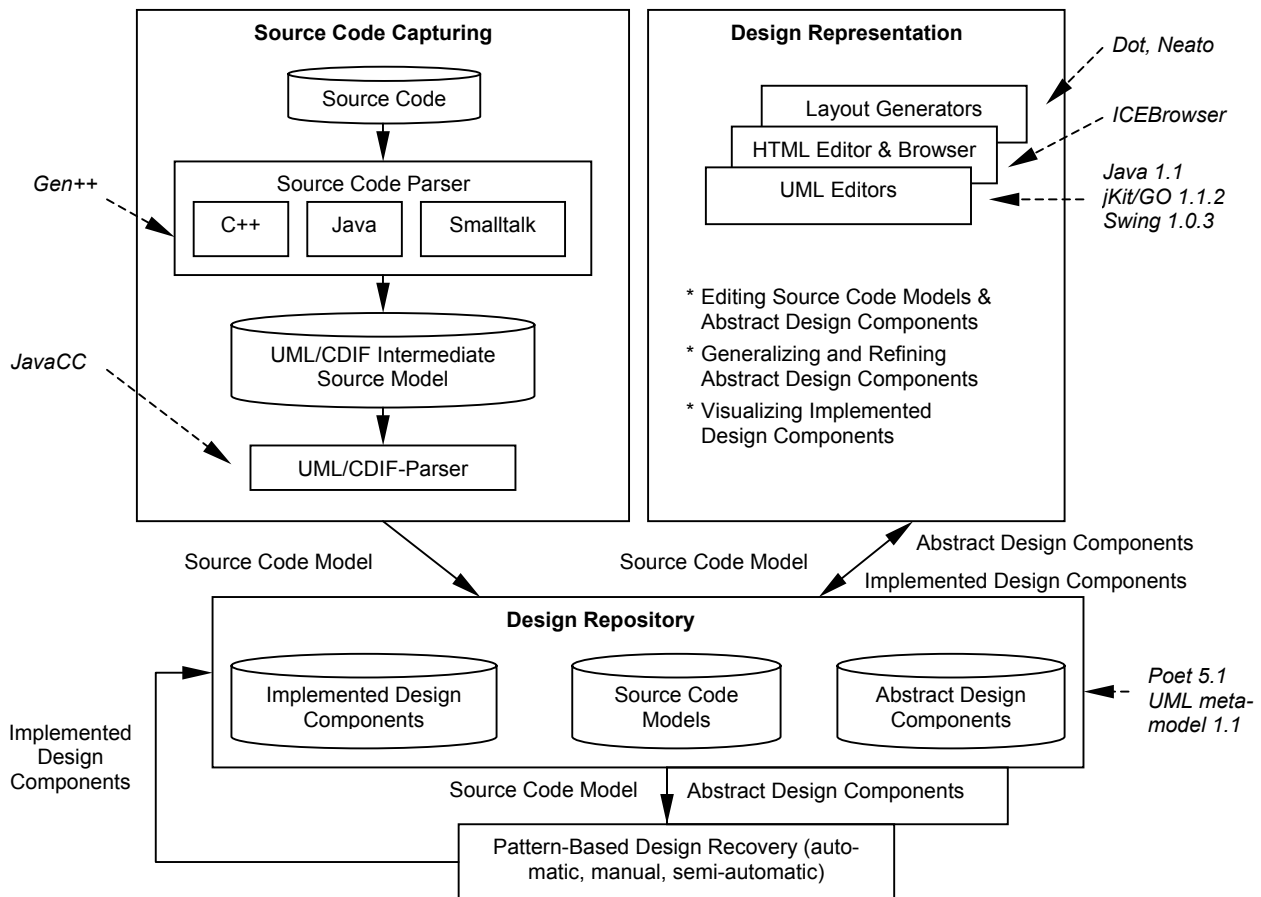 Source Code Capturing
Source Code
Source Code Parser
C++
Java
Smalltalk
UML/CDIF Intermediate
Source Model
UML/CDIF-Parser
Gen++
JavaCC
Design Representation
Layout Generators
HTML Editor & Browser
UML Editors
* Editing Source Code Models &
Abstract Design Components
* Generalizing and Refining
Abstract Design Components
* Visualizing Implemented
Design Components
Dot, Neato
ICEBrowser
Java 1.1
jKit/GO 1.1.2
Swing 1.0.3
Source Code Model
Source Code Model
Abstract Design Components
Implemented Design Components
Design Repository
Implemented Design
Components
Source Code
Models
Abstract Design
Components
Poet 5.1
UML meta-
model 1.1
Implemented
Design
Components
Source Code Model
Abstract Design Components
Pattern-Based Design Recovery (auto-
matic, manual, semi-automatic)